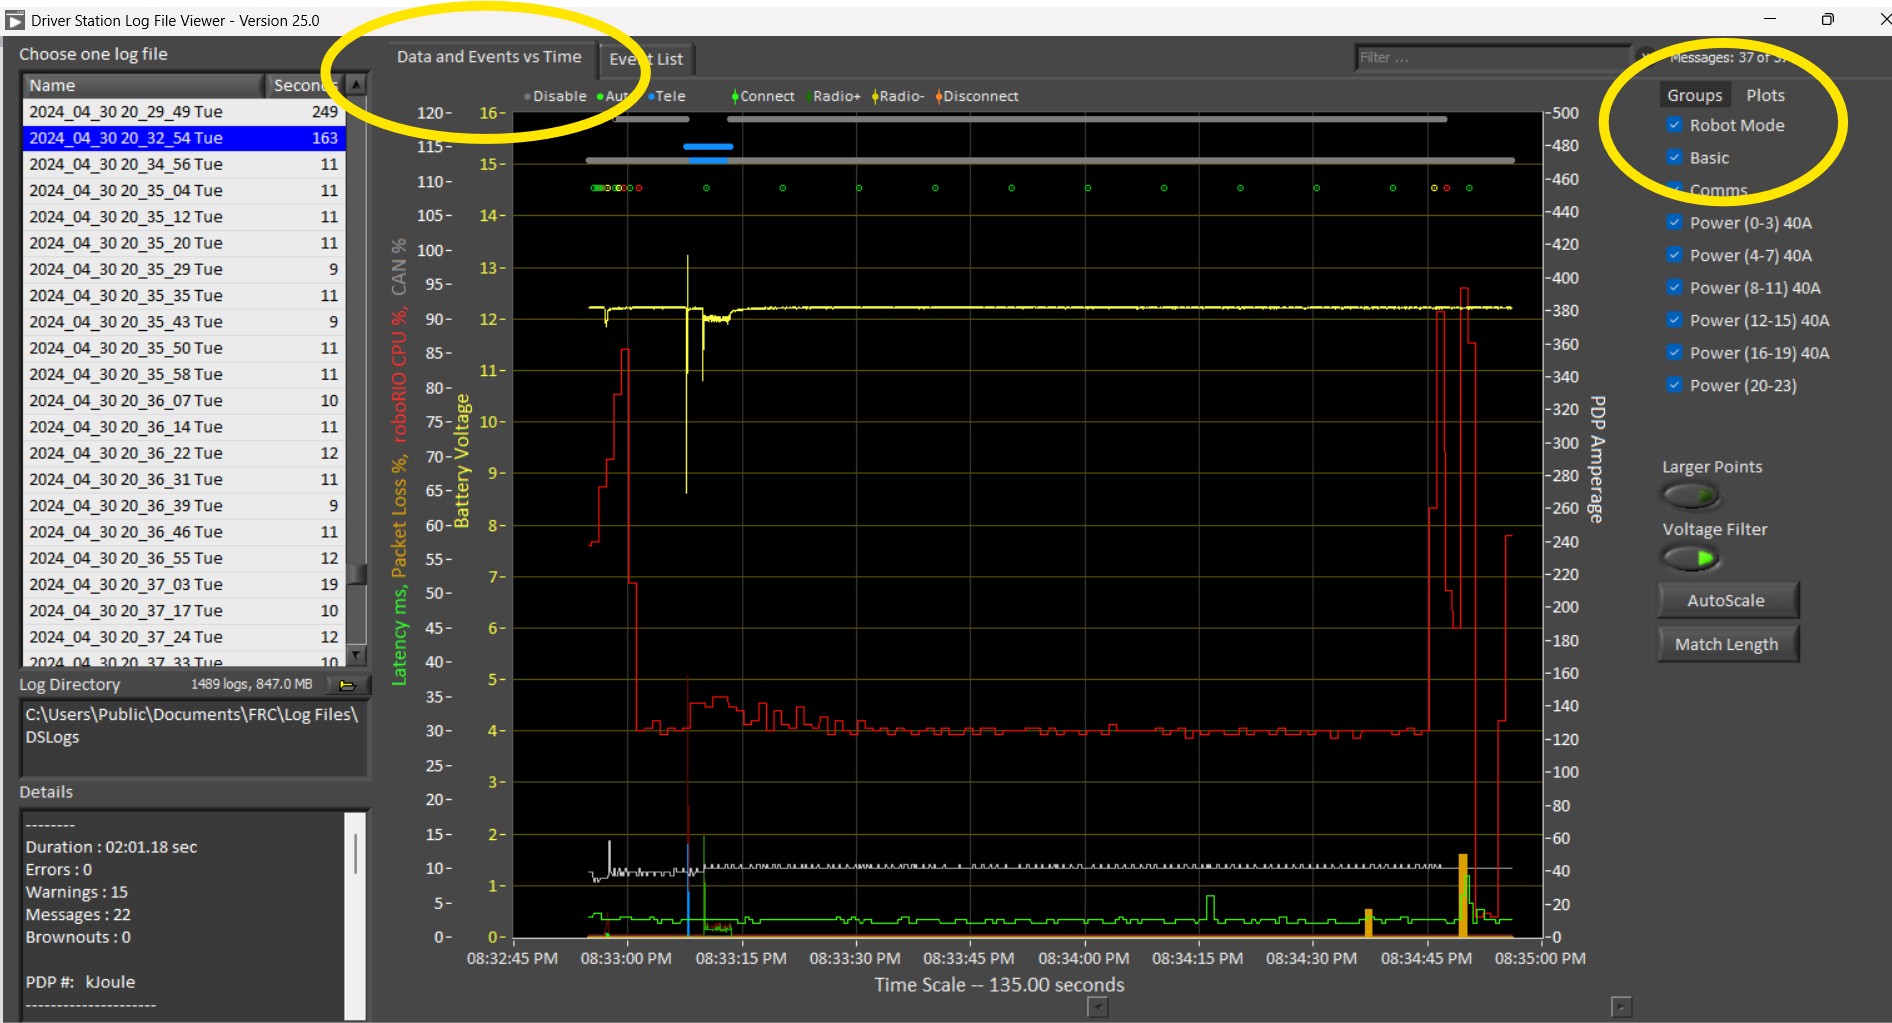 Driver Station Log File Viewer - Version 25.0
Choose one log file
Name Seconds
2024_04_30 20_29_49 Tue 249
2024_04_30 20_32_54 Tue 163
2024_04_30 20_34_56 Tue 11
2024_04_30 20_35_04 Tue 11
2024_04_30 20_35_12 Tue 11
2024_04_30 20_35_20 Tue 11
2024_04_30 20_35_29 Tue 9
2024_04_30 20_35_35 Tue 11
2024_04_30 20_35_43 Tue 9
2024_04_30 20_35_50 Tue 11
2024_04_30 20_35_58 Tue 11
2024_04_30 20_36_07 Tue 10
2024_04_30 20_36_14 Tue 11
2024_04_30 20_36_22 Tue 12
2024_04_30 20_36_31 Tue 11
2024_04_30 20_36_39 Tue 9
2024_04_30 20_36_46 Tue 11
2024_04_30 20_36_55 Tue 12
2024_04_30 20_37_03 Tue 19
2024_04_30 20_37_17 Tue 10
2024_04_30 20_37_24 Tue 12
2024_04_30 20_37_33 Tue 10
Log Directory 1489 logs, 847.0 MB
C:\Users\Public\Documents\FRC\Log Files\
DSLogs
Details
--------
Duration : 02:01.18 sec
Errors : 0
Warnings : 15
Messages : 22
Brownouts : 0
PDP #: kJoule
---------------------
Data and Events vs Time Event List
Filter ...
Messages: 37 of 37
Disable Auto Tele Connect Radio+ Radio- Disconnect
Latency ms, Packet Loss %, roboRIO CPU %, CAN %
120
115
110
105
100
95
90
85
80
75
70
65
60
55
50
45
40
35
30
25
20
15
10
5
0
Battery Voltage
16
15
14
13
12
11
10
9
8
7
6
5
4
3
2
1
0
500
480
460
440
420
400
380
360
340
320
300
280
260
240
220
200
180
160
140
120
100
80
60
40
20
0
PDP Amperage
08:32:45 PM 08:33:00 PM 08:33:15 PM 08:33:30 PM 08:33:45 PM 08:34:00 PM 08:34:15 PM 08:34:30 PM 08:34:45 PM 08:35:00 PM
Time Scale -- 135.00 seconds
Groups Plots
Robot Mode
Basic
Comms
Power (0-3) 40A
Power (4-7) 40A
Power (8-11) 40A
Power (12-15) 40A
Power (16-19) 40A
Power (20-23)
Larger Points
Voltage Filter
AutoScale
Match Length